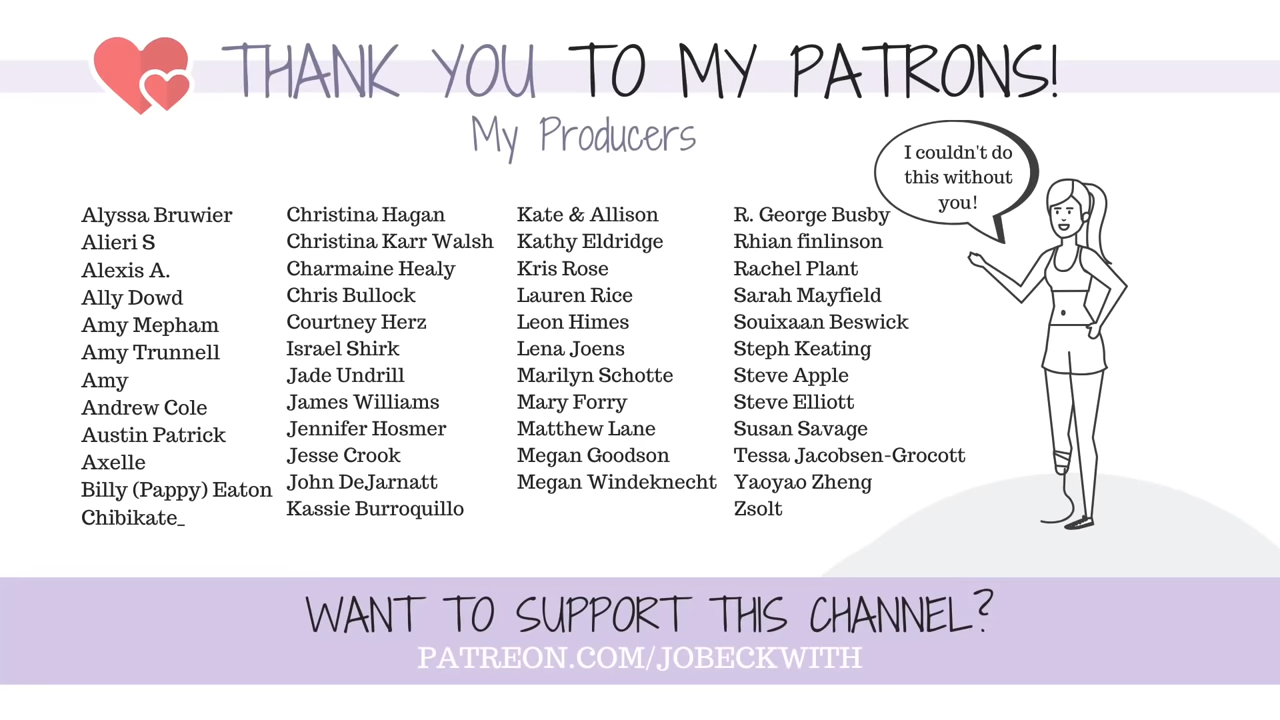 THANK YOU TO MY PATRONS!
My Producers
I couldn't do
this without
you!
Alyssa Bruwier
Alieri S
Alexis A.
Ally Dowd
Amy Mepham
Amy Trunnell
Amy
Andrew Cole
Austin Patrick
Axelle
Billy (Pappy) Eaton
Chibikate_
Christina Hagan
Christina Karr Walsh
Charmaine Healy
Chris Bullock
Courtney Herz
Israel Shirk
Jade Undrill
James Williams
Jennifer Hosmer
Jesse Crook
John DeJarnatt
Kassie Burroquillo
Kate & Allison
Kathy Eldridge
Kris Rose
Lauren Rice
Leon Himes
Lena Joens
Marilyn Schotte
Mary Forry
Matthew Lane
Megan Goodson
Megan Windeknecht
R. George Busby
Rhian finlinson
Rachel Plant
Sarah Mayfield
Souixaan Beswick
Steph Keating
Steve Apple
Steve Elliott
Susan Savage
Tessa Jacobsen-Grocott
Yaoyao Zheng
Zsolt
WANT TO SUPPORT THIS CHANNEL?
PATREON.COM/JOBECKWITH